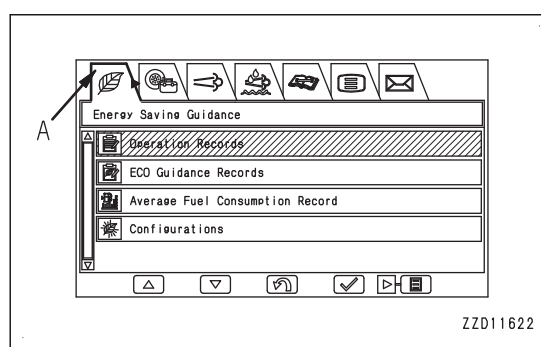 A
Energy Saving Guidance
Operation Records
ECO Guidance Records
Average Fuel Consumption Record
Configurations
ZZD11622